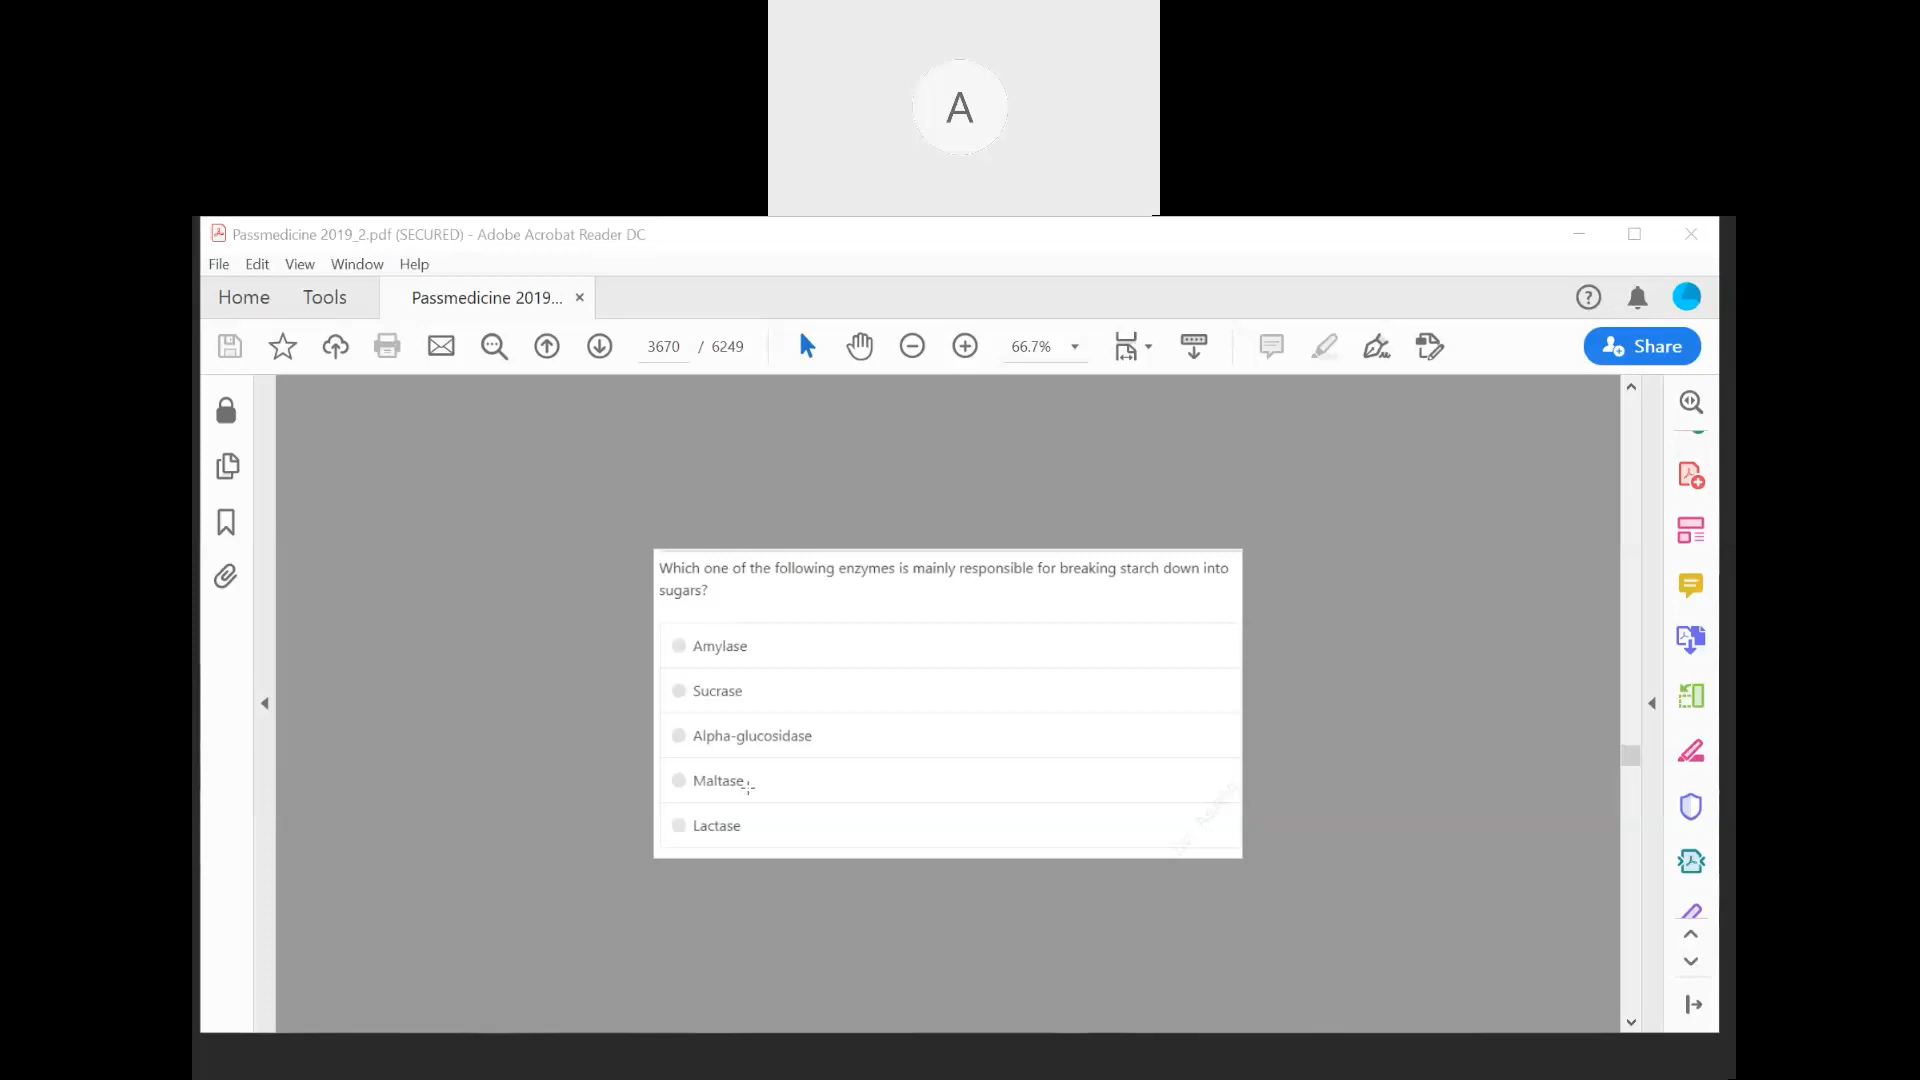 A
Passmedicine 2019_2.pdf (SECURED) - Adobe Acrobat Reader DC
File Edit View Window Help
Home Tools Passmedicine 2019... ×
3670 / 6249 66.7% Share
Which one of the following enzymes is mainly responsible for breaking starch down into
sugars?
Amylase
Sucrase
Alpha-glucosidase
Maltase
Lactase